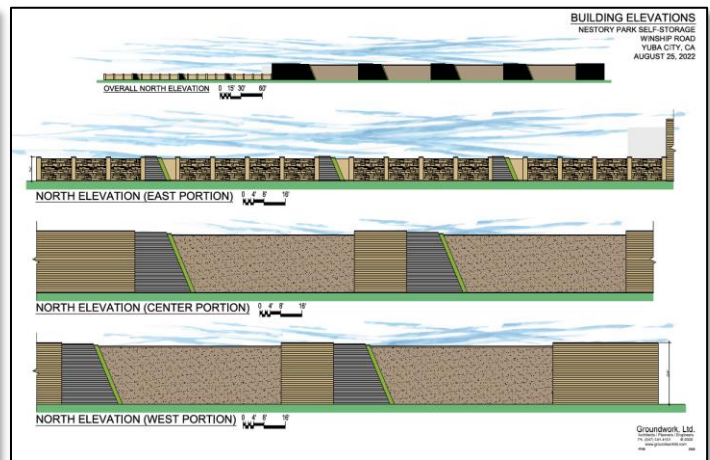 BUILDING ELEVATIONS
NESTORY PARK SELF-STORAGE
WINSHIP ROAD
YUBA CITY, CA
AUGUST 25, 2022
OVERALL NORTH ELEVATION 0 15' 30' 60'
NORTH ELEVATION (EAST PORTION) 0 4' 8' 16'
NORTH ELEVATION (CENTER PORTION) 0 4' 8' 16'
NORTH ELEVATION (WEST PORTION) 0 4' 8' 16'
Groundwork, Ltd.
Architects / Planners / Engineers